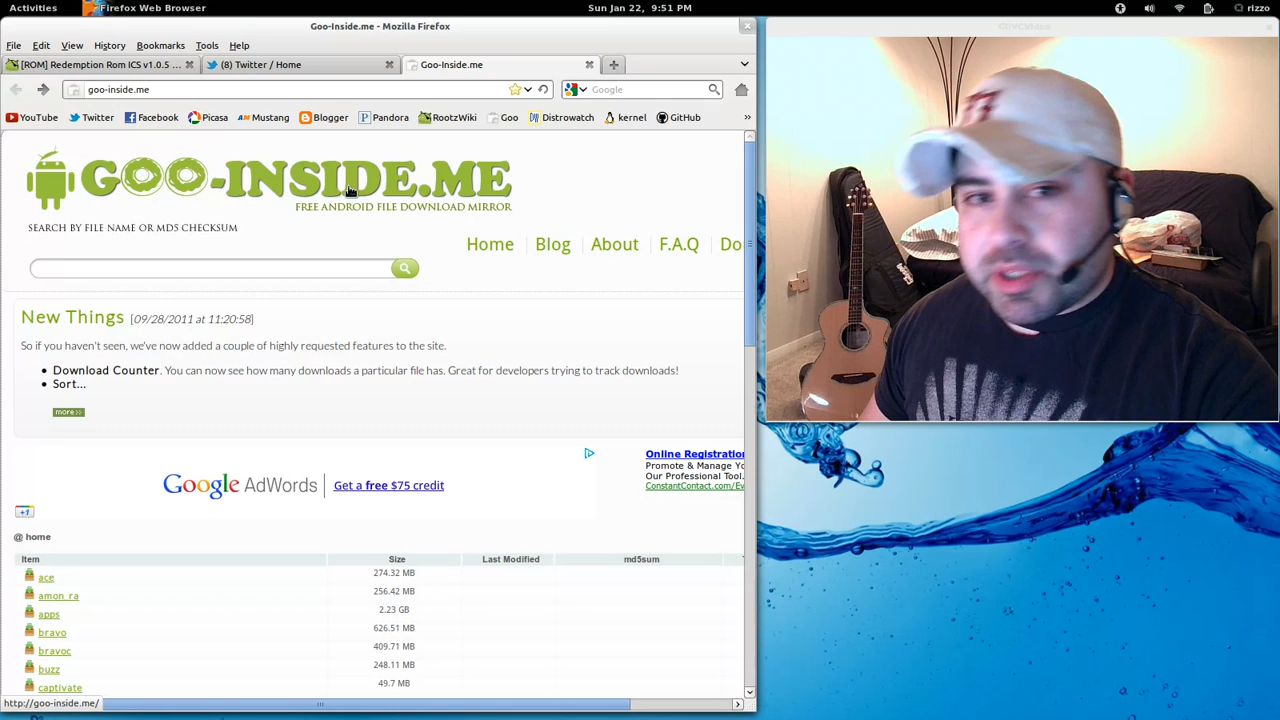 Activities Firefox Web Browser Sun Jan 22, 9:51 PM rizzo
Goo-Inside.me - Mozilla Firefox
GUVCVideo
File Edit View History Bookmarks Tools Help
[ROM] Redemption Rom ICS v1.0.5 ... (8) Twitter / Home Goo-Inside.me
goo-inside.me Google
YouTube Twitter Facebook Picasa Mustang Blogger Pandora RootzWiki Goo Distrowatch kernel GitHub »
GOO-INSIDE.ME
FREE ANDROID FILE DOWNLOAD MIRROR
SEARCH BY FILE NAME OR MD5 CHECKSUM
Home Blog About F.A.Q Do
New Things [09/28/2011 at 11:20:58]
So if you haven't seen, we've now added a couple of highly requested features to the site.
• Download Counter. You can now see how many downloads a particular file has. Great for developers trying to track downloads!
• Sort...
more >>
Online Registratio
Promote & Manage Yo
Our Professional Tool.
ConstantContact.com/Ev
Google AdWords Get a free $75 credit
+1
@ home
Item Size Last Modified md5sum
ace 274.32 MB
amon_ra 256.42 MB
apps 2.23 GB
bravo 626.51 MB
bravoc 409.71 MB
buzz 248.11 MB
captivate 49.7 MB
http://goo-inside.me/